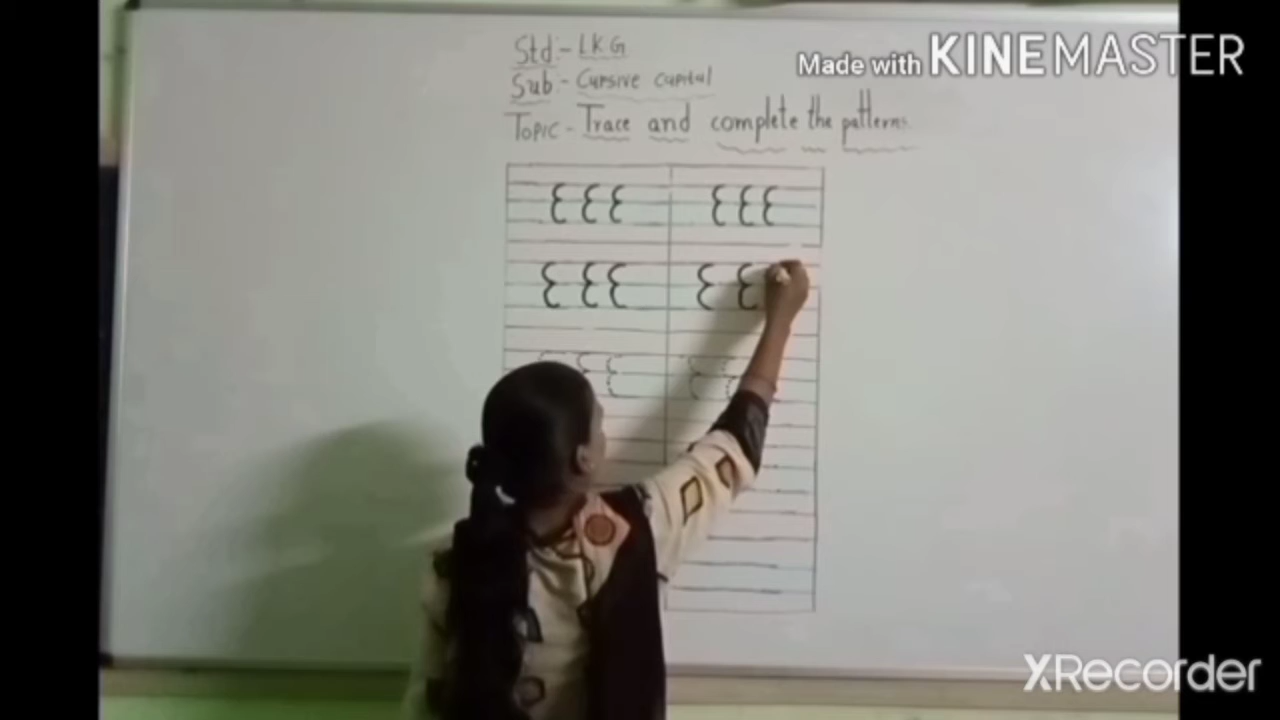 Std:- LKG
Made with KINEMASTER
Sub - Cursive capital
Topic - Trace and complete the patterns.
Ɛ Ɛ Ɛ Ɛ Ɛ Ɛ
Ɛ Ɛ Ɛ Ɛ Ɛ
XRecorder